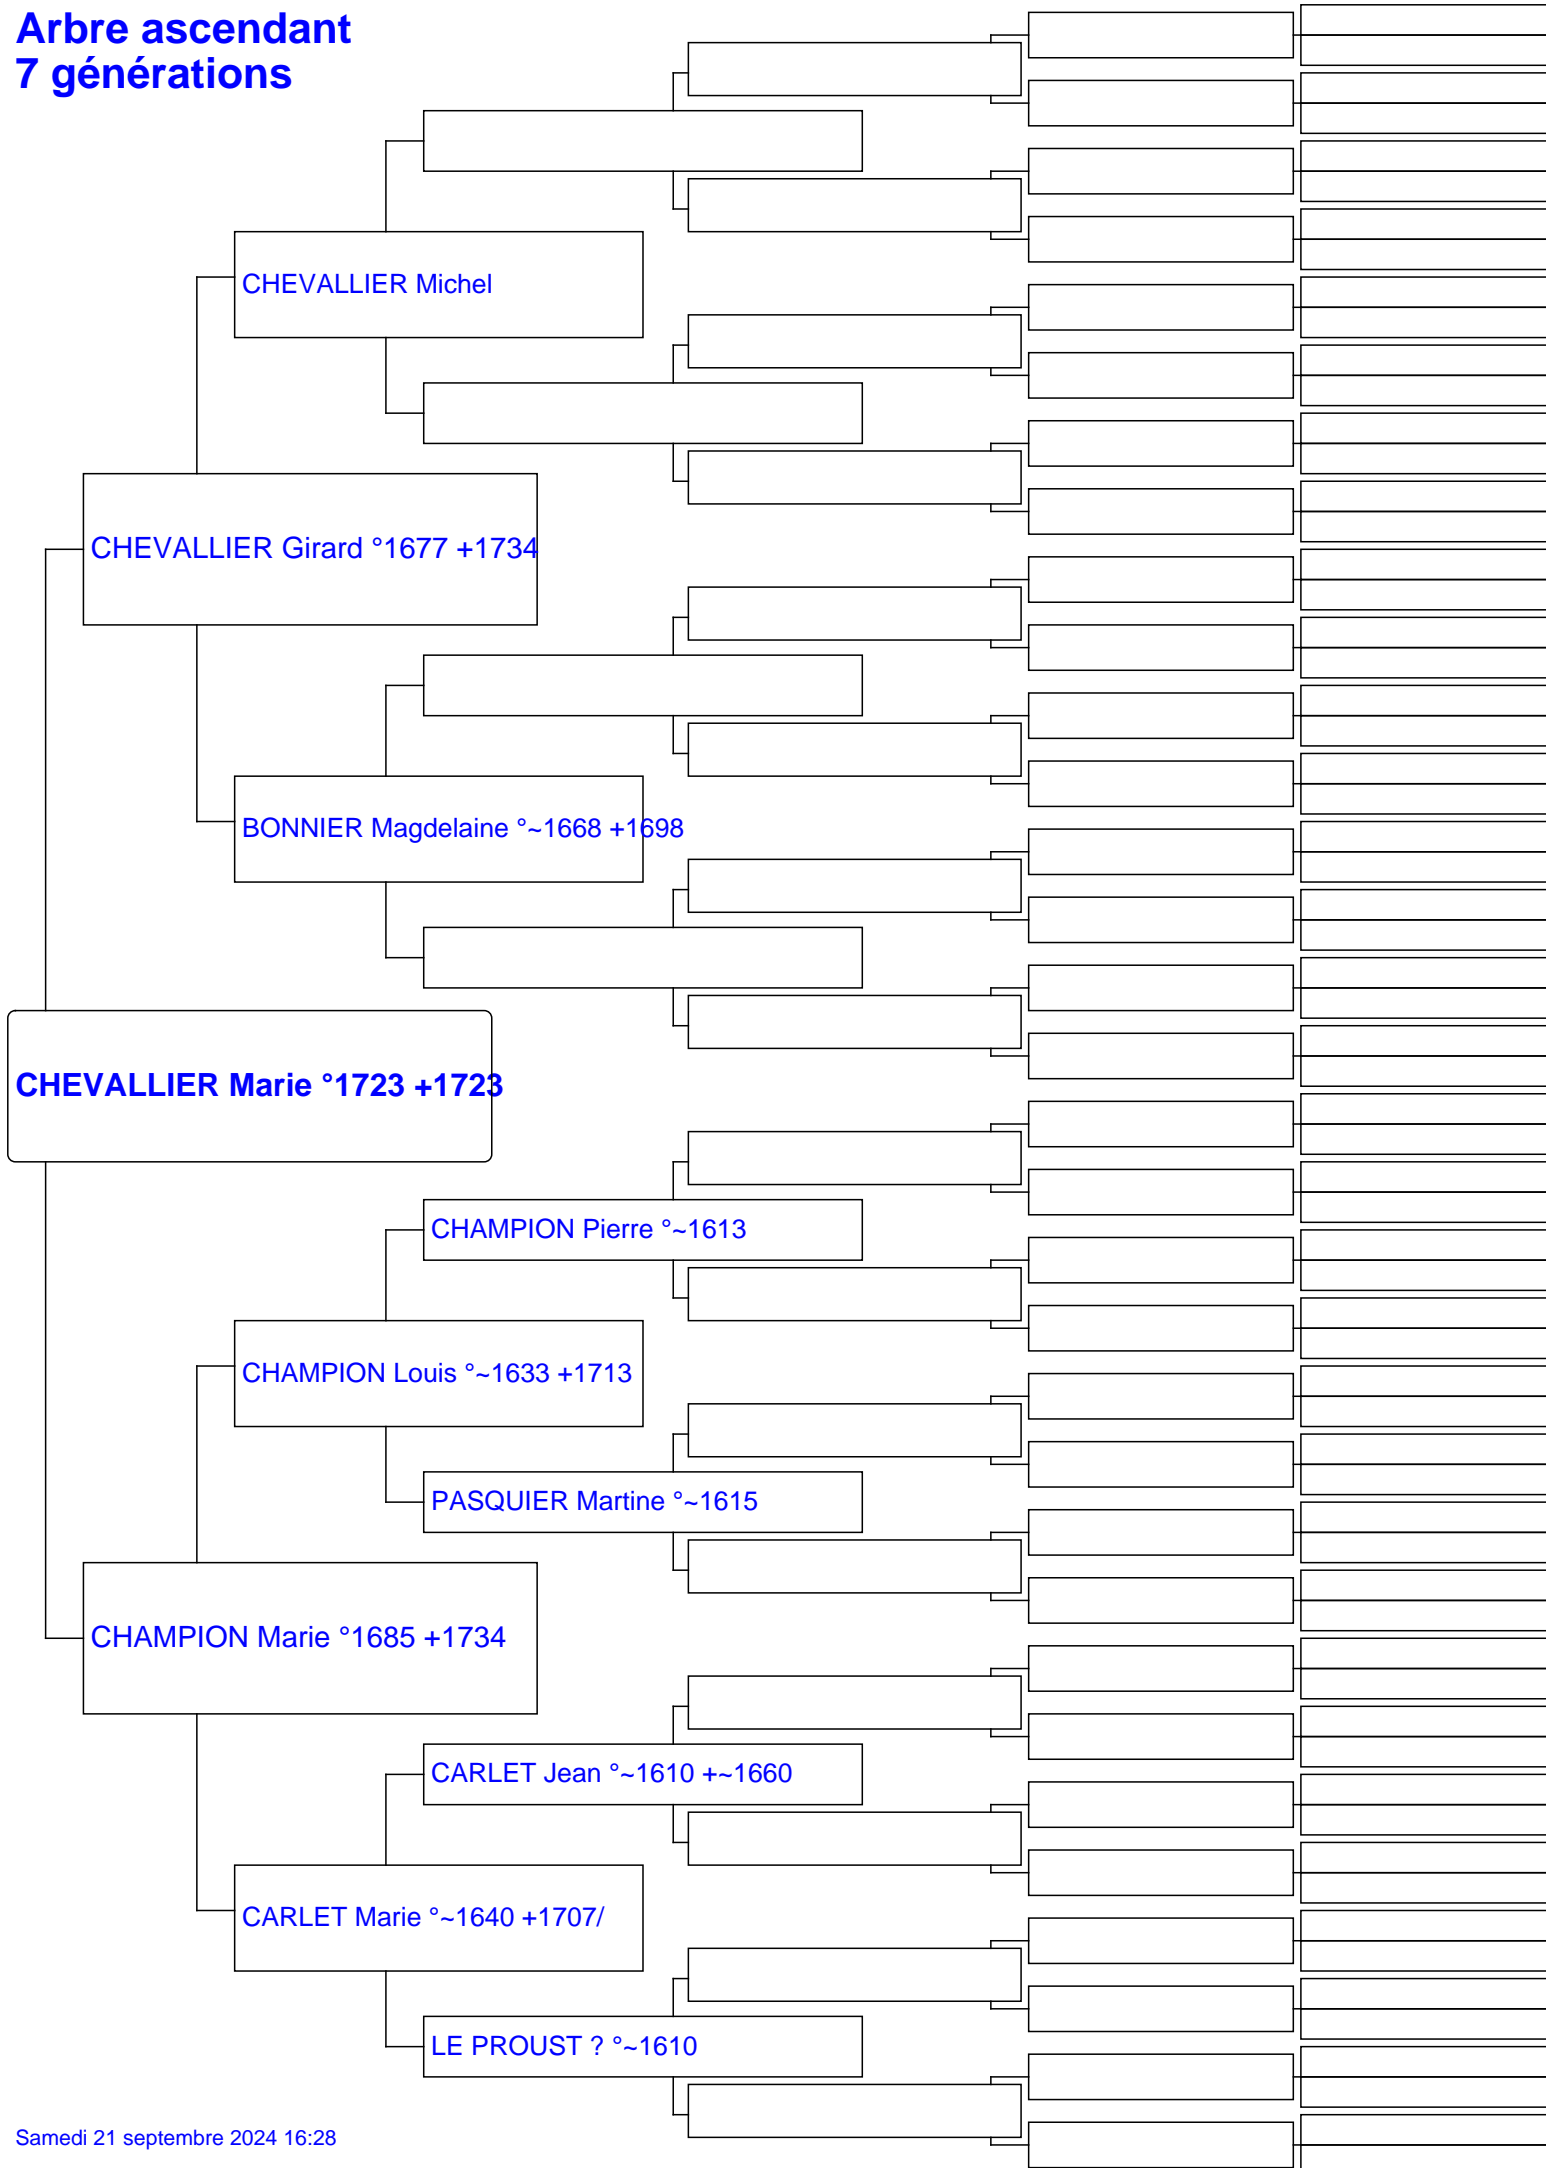 Arbre ascendant
7 générations
CHEVALLIER Michel
CHEVALLIER Girard °1677 +1734
BONNIER Magdelaine °~1668 +1698
CHEVALLIER Marie °1723 +1723
CHAMPION Pierre °~1613
CHAMPION Louis °~1633 +1713
PASQUIER Martine °~1615
CHAMPION Marie °1685 +1734
CARLET Jean °~1610 +~1660
CARLET Marie °~1640 +1707/
LE PROUST ? °~1610
Samedi 21 septembre 2024 16:28